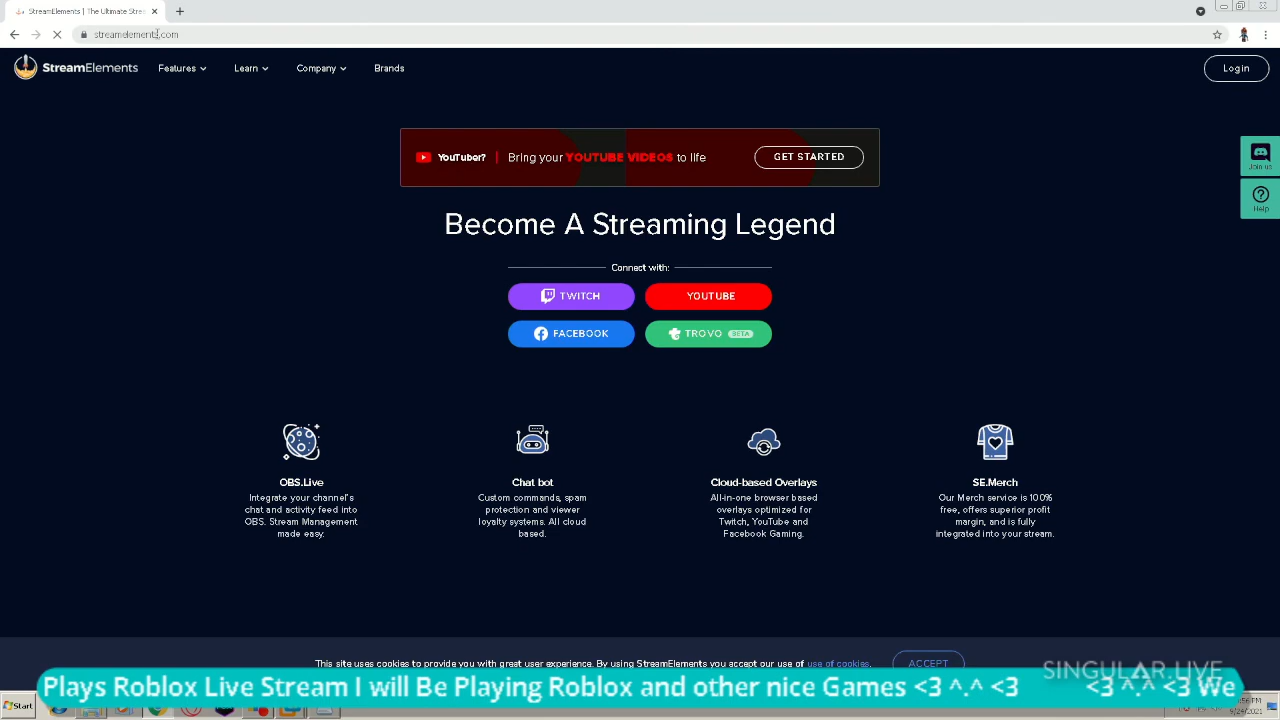 StreamElements | The Ultimate Stre
streamelements.com
StreamElements
Features
Learn
Company
Brands
Login
YouTuber?
Bring your YOUTUBE VIDEOS to life
GET STARTED
Join us
Help
Become A Streaming Legend
Connect with:
TWITCH
YOUTUBE
FACEBOOK
TROVO BETA
OBS.Live
Integrate your channel's
chat and activity feed into
OBS. Stream Management
made easy.
Chat bot
Custom commands, spam
protection and viewer
loyalty systems. All cloud
based.
Cloud-based Overlays
All-in-one browser based
overlays optimized for
Twitch, YouTube and
Facebook Gaming.
SE.Merch
Our Merch service is 100%
free, offers superior profit
margin, and is fully
integrated into your stream.
This site uses cookies to provide you with great user experience. By using StreamElements you accept our use of use of cookies.
ACCEPT
SINGULAR.LIVE
Plays Roblox Live Stream I will Be Playing Roblox and other nice Games <3 ^.^ <3 <3 ^.^ <3 We
Start